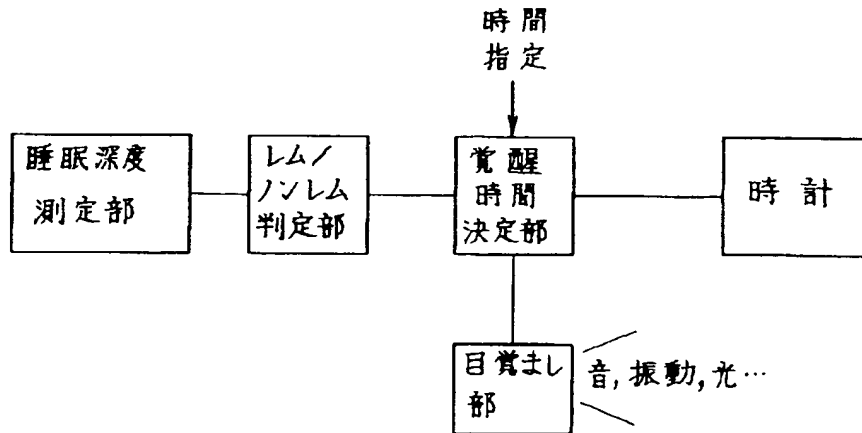 時間
指定
睡眠深度
測定部
レム/
ノンレム
判定部
覚醒
時間
決定部
時計
目覚まし
部
音,振動,光…